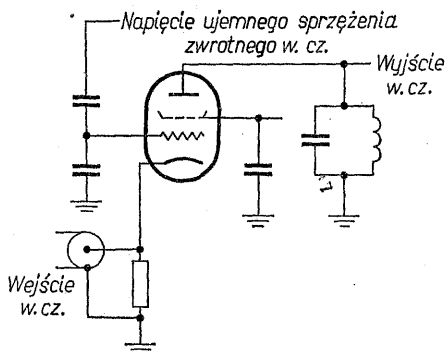 Napięcie ujemnego sprzężenia
zwrotnego w. cz.
Wyjście
w.cz.
Wejście
w.cz.